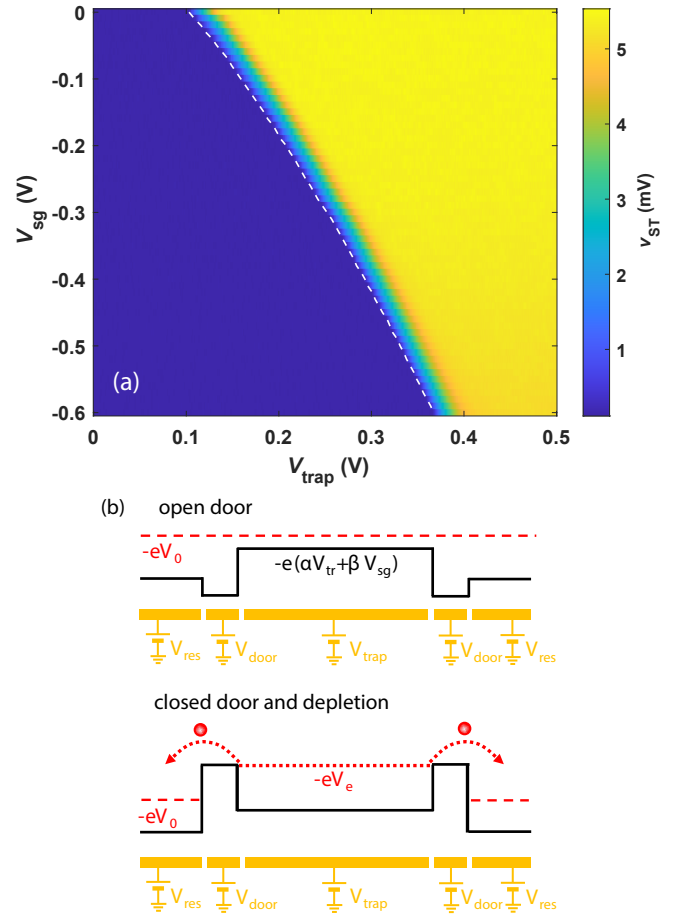 0
-0.1
-0.2
-0.3
-0.4
-0.5
-0.6
V_sg (V)
(a)
0 0.1 0.2 0.3 0.4 0.5
V_trap (V)
5
4
3
2
1
v_ST (mV)
(b) open door
-eV_0
-e(αV_tr+β V_sg)
V_res V_door V_trap V_door V_res
closed door and depletion
-eV_e
-eV_0
V_res V_door V_trap V_door V_res